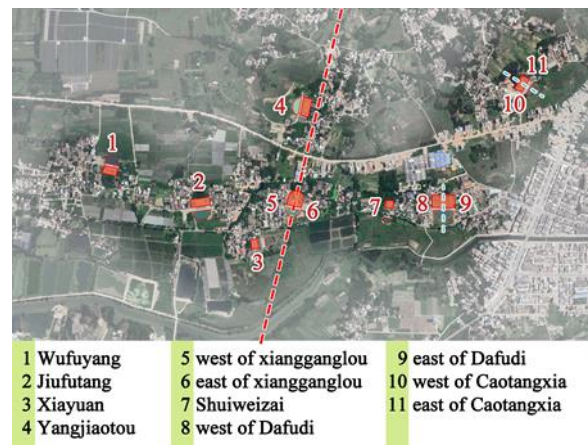 11
4
10
1
2
5
6
7
8
9
3
1 Wufuyang
2 Jiufutang
3 Xiayuan
4 Yangjiaotou
5 west of xiangganglou
6 east of xiangganglou
7 Shuiweizai
8 west of Dafudi
9 east of Dafudi
10 west of Caotangxia
11 east of Caotangxia